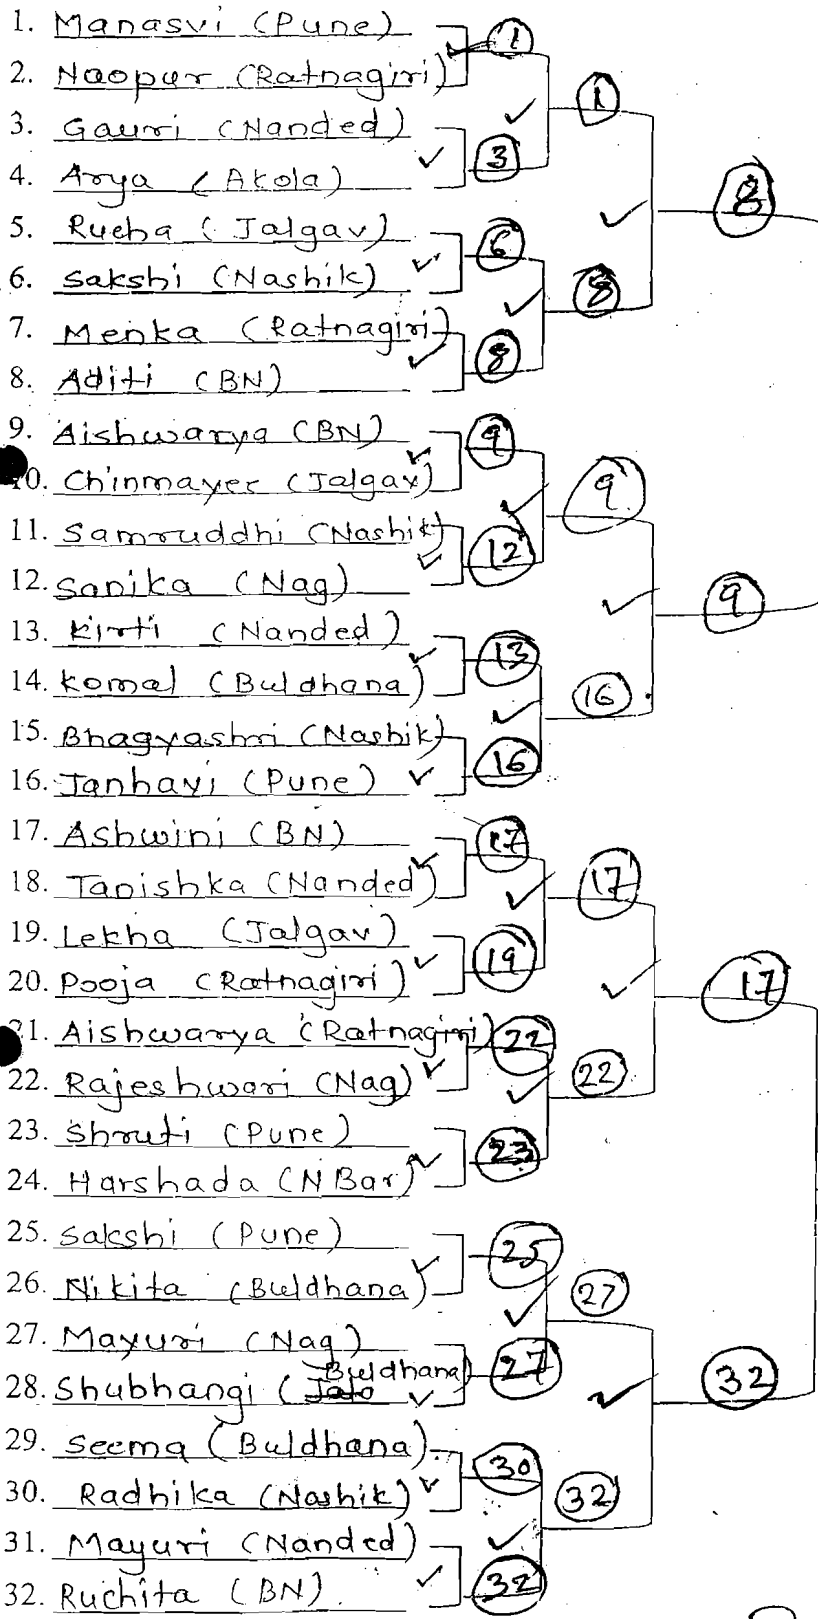 1. Manasvi (Pune)
1
2. Noopur (Ratnagiri)
1
3. Gauri (Nanded)
3
4. Arya (Akola)
8
5. Rucha (Jalgav)
6
6. Sakshi (Nashik)
8
7. Menka (Ratnagiri)
8
8. Aditi (BN)
9. Aishwarya (BN)
9
10. Chinmayee (Jalgav)
9
11. Samruddhi (Nashik)
12
12. Sanika (Nag)
9
13. Kirti (Nanded)
13
14. Komal (Buldhana)
16
15. Bhagyashri (Nashik)
16
16. Janhavi (Pune)
17. Ashwini (BN)
17
18. Tanishka (Nanded)
17
19. Lekha (Jalgav)
19
20. Pooja (Ratnagiri)
17
21. Aishwarya (Ratnagiri)
22
22. Rajeshwari (Nag)
22
23. Shruti (Pune)
23
24. Harshada (N Bar)
25. Sakshi (Pune)
25
26. Nikita (Buldhana)
27
27. Mayuri (Nag)
27
28. Shubhangi (Buldhana)
32
29. Seema (Buldhana)
30
30. Radhika (Nashik)
32
31. Mayuri (Nanded)
32
32. Ruchita (BN)